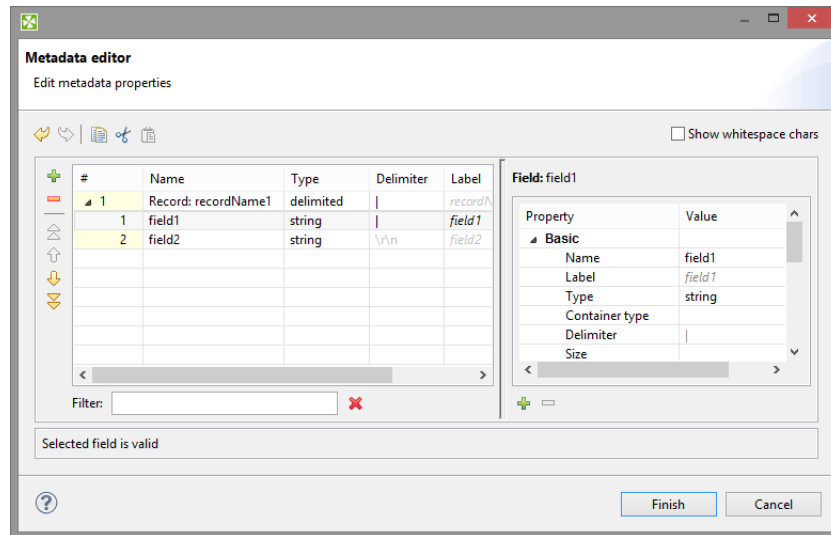 Metadata editor
Edit metadata properties
Show whitespace chars
# Name Type Delimiter Label
1 Record: recordName1 delimited | recordN
1 field1 string | field1
2 field2 string \r\n field2
Filter:
Field: field1
Property Value
Basic
Name field1
Label field1
Type string
Container type
Delimiter |
Size
Selected field is valid
Finish Cancel